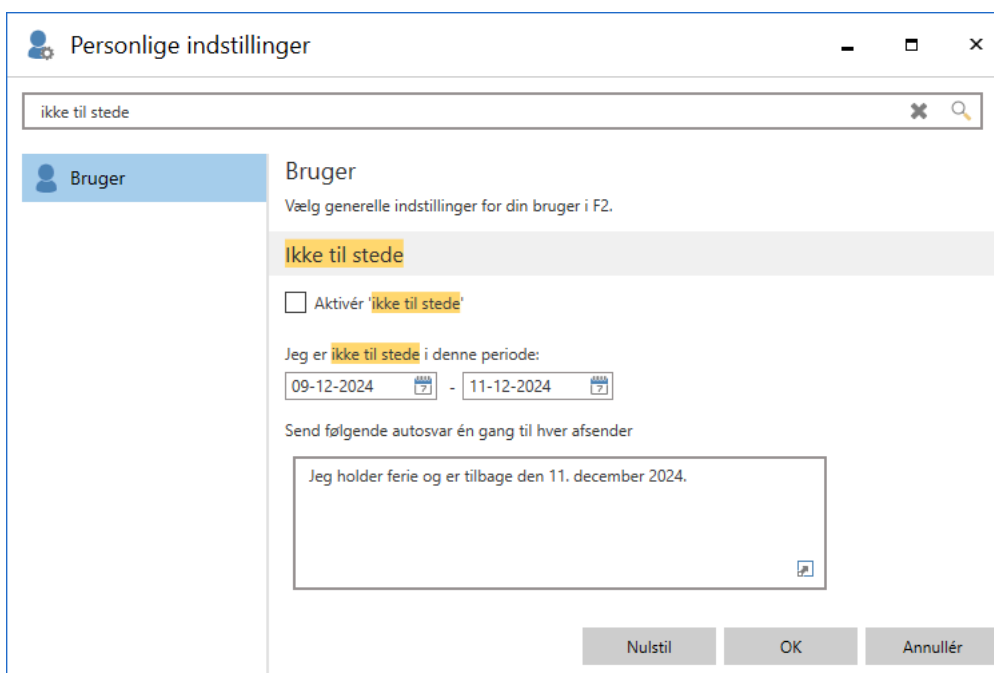 Personlige indstillinger
ikke til stede
Bruger
Bruger
Vælg generelle indstillinger for din bruger i F2.
Ikke til stede
Aktivér 'ikke til stede'
Jeg er ikke til stede i denne periode:
09-12-2024 - 11-12-2024
Send følgende autosvar én gang til hver afsender
Jeg holder ferie og er tilbage den 11. december 2024.
Nulstil OK Annullér